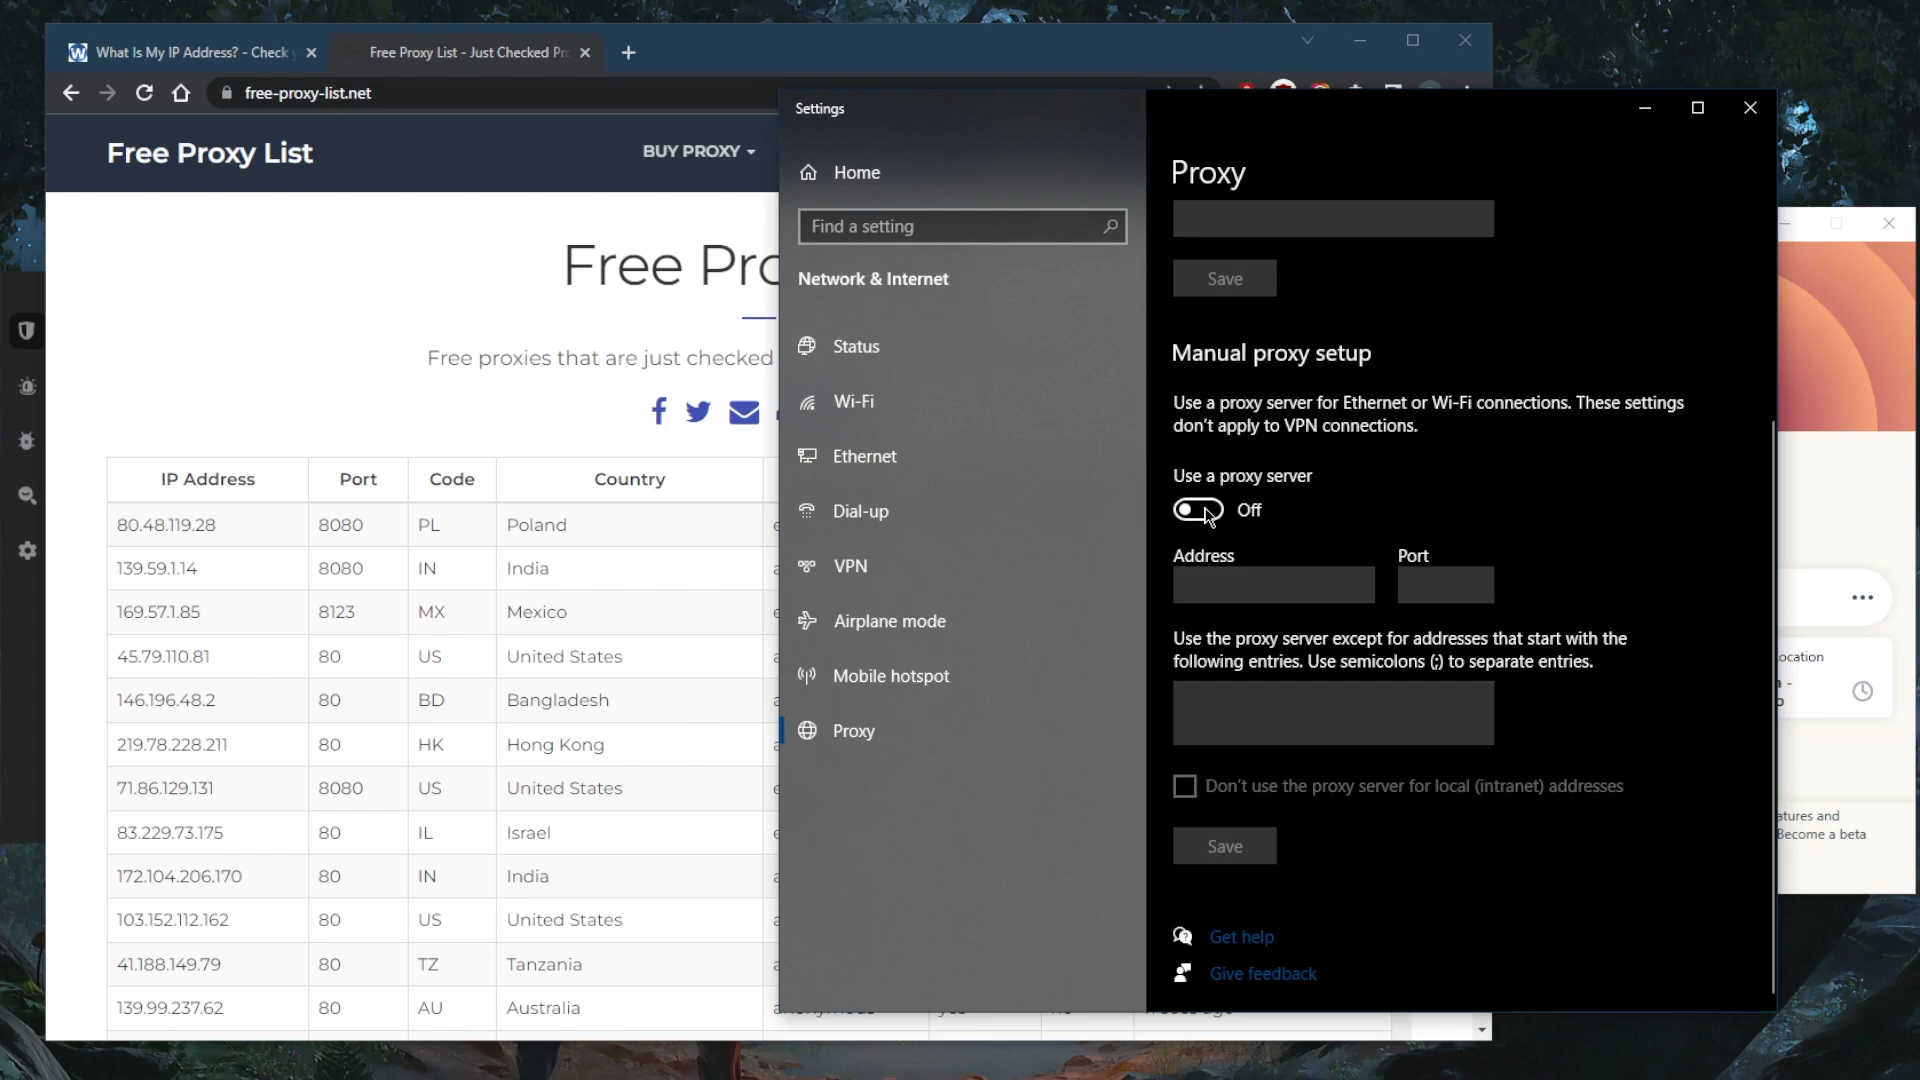 What Is My IP Address? - Check
Free Proxy List - Just Checked Pr
free-proxy-list.net
Free Proxy List
BUY PROXY
Free Pro
Free proxies that are just checked
IP Address Port Code Country
80.48.119.28 8080 PL Poland
139.59.1.14 8080 IN India
169.57.1.85 8123 MX Mexico
45.79.110.81 80 US United States
146.196.48.2 80 BD Bangladesh
219.78.228.211 80 HK Hong Kong
71.86.129.131 8080 US United States
83.229.73.175 80 IL Israel
172.104.206.170 80 IN India
103.152.112.162 80 US United States
41.188.149.79 80 TZ Tanzania
139.99.237.62 80 AU Australia
Settings
Home
Find a setting
Network & Internet
Status
Wi-Fi
Ethernet
Dial-up
VPN
Airplane mode
Mobile hotspot
Proxy
Proxy
Save
Manual proxy setup
Use a proxy server for Ethernet or Wi-Fi connections. These settings
don't apply to VPN connections.
Use a proxy server
Off
Address Port
Use the proxy server except for addresses that start with the
following entries. Use semicolons (;) to separate entries.
Don't use the proxy server for local (intranet) addresses
Save
Get help
Give feedback
ocation
atures and
Become a beta